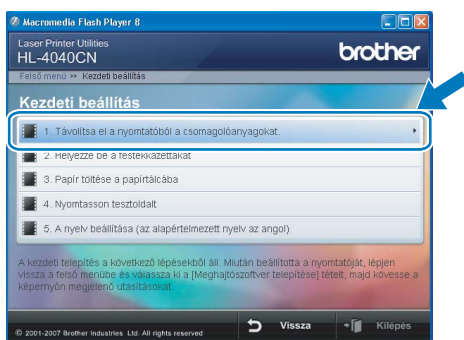 Macromedia Flash Player 8
Laser Printer Utilities
HL-4040CN
brother
Felső menü >> Kezdeti beállítás
Kezdeti beállítás
1. Távolítsa el a nyomtatóból a csomagolóanyagokat.
2. Helyezze be a festékkazettákat
3. Papír töltése a papírtálcába
4. Nyomtasson tesztoldalt
5. A nyelv beállítása (az alapértelmezett nyelv az angol)
A kezdeti telepítés a következő lépésekből áll. Miután beállította a nyomtatóját, lépjen
vissza a felső menübe és válassza ki a [Meghajtószoftver telepítése] tételt, majd kövesse a
képernyőn megjelenő utasításokat.
© 2001-2007 Brother Industries Ltd. All rights reserved
Vissza
Kilépés